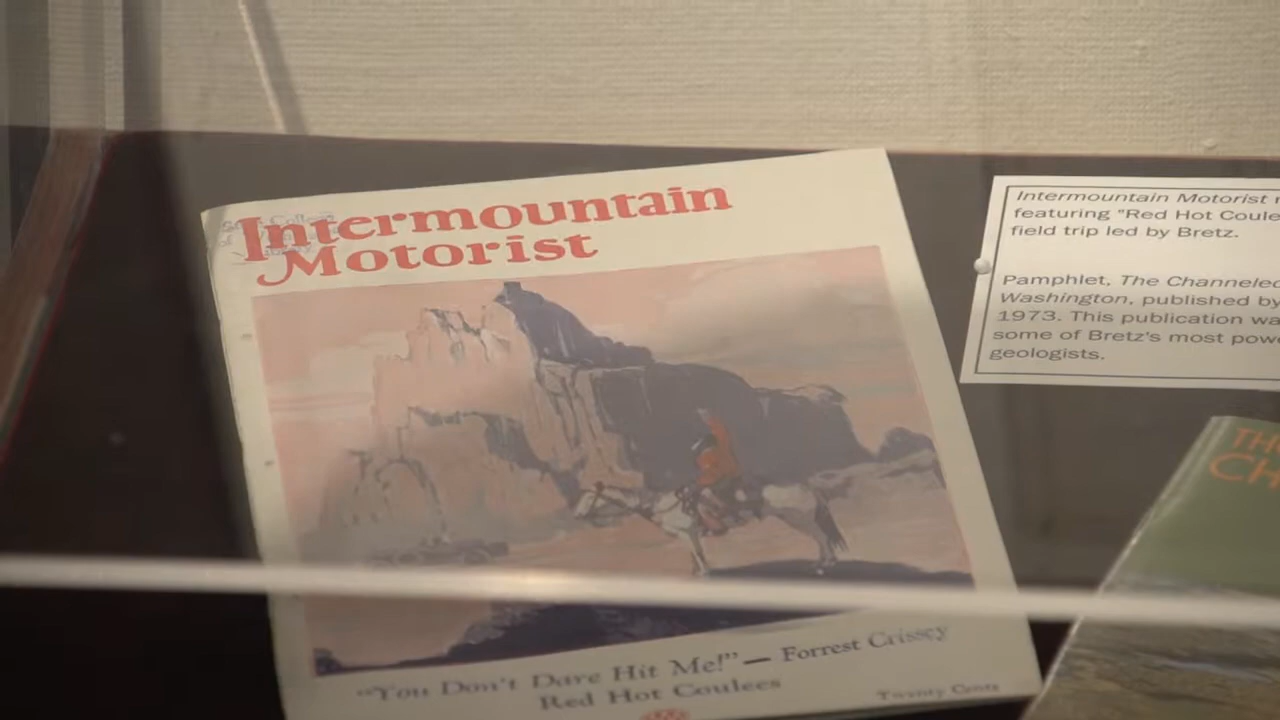 Intermountain
Motorist
"You Don't Dare Hit Me!" — Forrest Crissey
Red Hot Coulees
Twenty Cents
Intermountain Motorist
featuring "Red Hot Coule
field trip led by Bretz.
Pamphlet, The Channeled
Washington, published by
1973. This publication wa
some of Bretz's most powe
geologists.
TH
CH